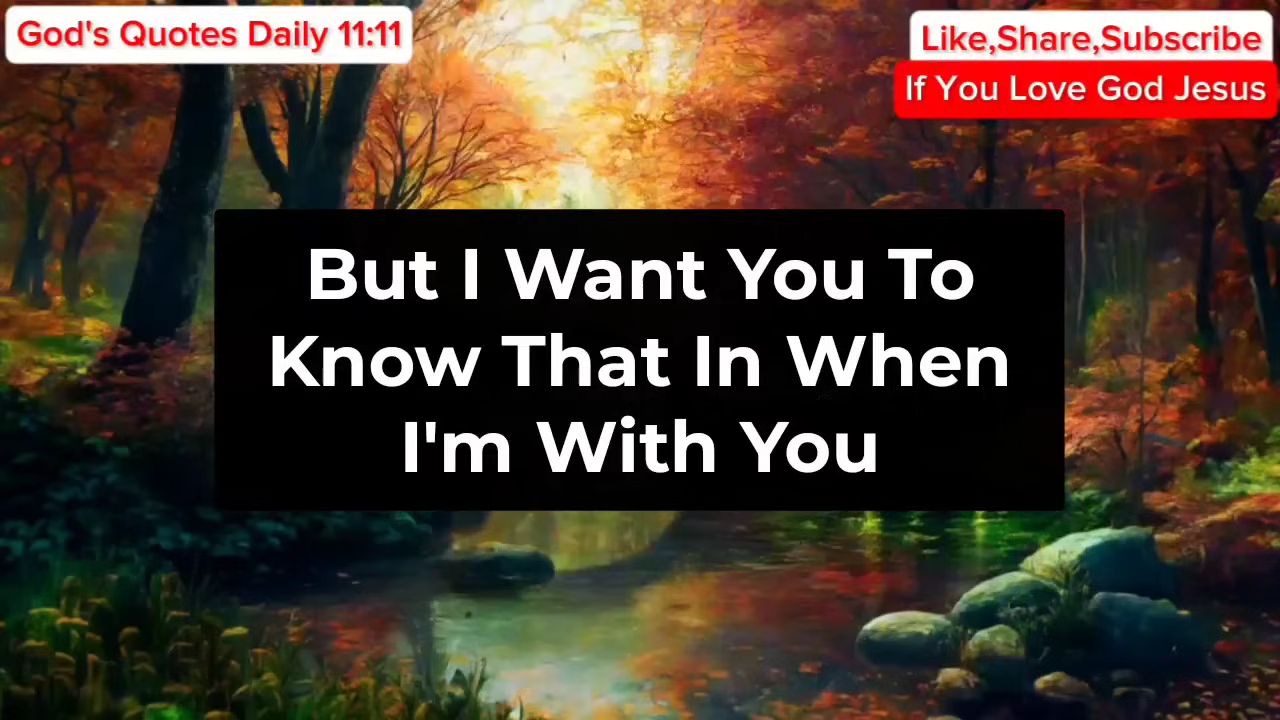 God's Quotes Daily 11:11
Like,Share,Subscribe
If You Love God Jesus
But I Want You To
Know That In When
I'm With You